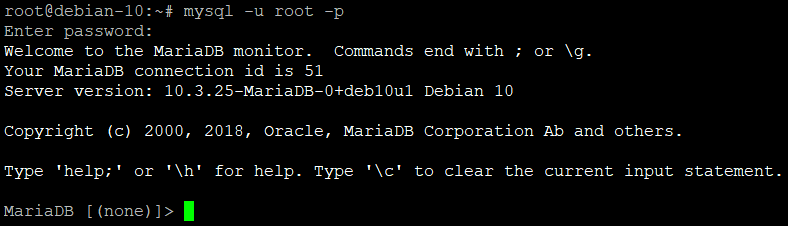 root@debian-10:~# mysql -u root -p
Enter password:
Welcome to the MariaDB monitor.  Commands end with ; or \g.
Your MariaDB connection id is 51
Server version: 10.3.25-MariaDB-0+deb10u1 Debian 10
Copyright (c) 2000, 2018, Oracle, MariaDB Corporation Ab and others.
Type 'help;' or '\h' for help. Type '\c' to clear the current input statement.
MariaDB [(none)]>